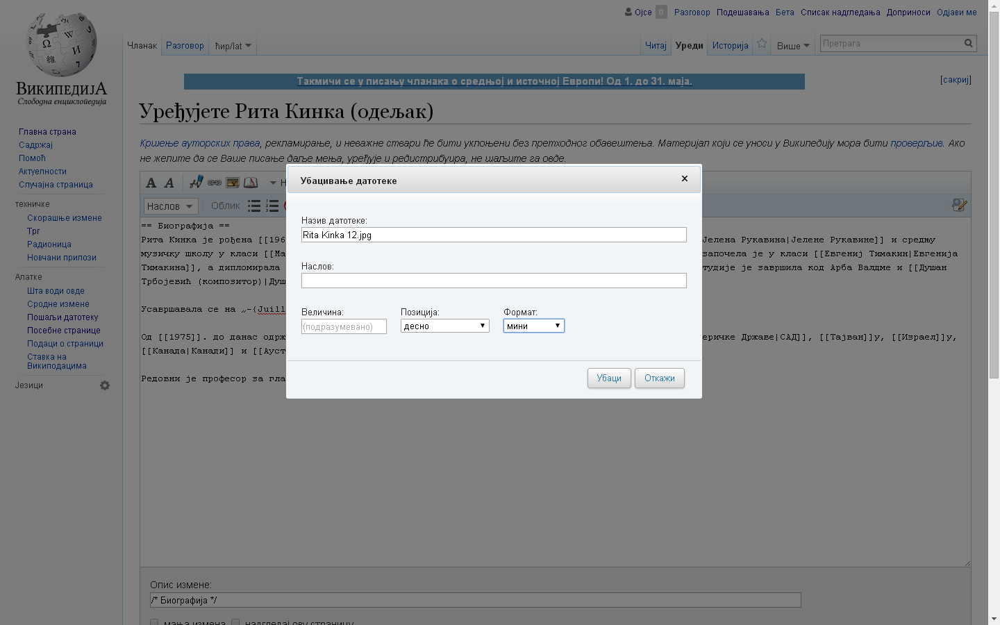 Ојсе 0 Разговор Подешавања Бета Списак надгледања Доприноси Одјави ме
Чланак Разговор ћир/lat Читај Уреди Историја Више Претрага
ВикипедијА
Слободна енциклопедија
Такмичи се у писању чланака о средњој и источној Европи! Од 1. до 31. маја.
[сакриј]
Уређујете Рита Кинка (одељак)
Главна страна
Садржај
Помоћ
Актуелности
Случајна страница
техничке
Скорашње измене
Трг
Радионица
Новчани прилози
Алатке
Шта води овде
Сродне измене
Пошаљи датотеку
Посебне странице
Подаци о страници
Ставка на
Википодацима
Језици
Кршење ауторских права, рекламирање, и неважне ствари ће бити уклоњени без претходног обавештења. Материјал који се уноси у Википедију мора бити проверљив. Ако
не желите да се Ваше писање даље мења, уређује и редистрибуира, не шаљите га овде.
А А Н
Наслов Облик
== Биографија ==
Рита Кинка је рођена [[196 Јелена Рукавина|Јелене Рукавине]] и средњу
музичку школу у класи [[Ма започела је у класи [[Евгениј Тимакин|Евгенија
Тимакина]], а дипломирала тудије је завршила код Арба Валдме и [[Душан
Трбојевић (композитор)|Душ
Усавршавала се на „-{Juill
Од [[1975]]. до данас одрж еричке Државе|САД]], [[Тајван]]у, [[Израел]]у,
[[Канада|Канади]] и [[Ауст
Редовни је професор за гла
Убацивање датотеке ×
Назив датотеке:
Rita Kinka 12.jpg
Наслов:
Величина: Позиција: Формат:
(подразумевано) десно мини
Убаци Откажи
Опис измене:
/* Биографија */
мања измена надгледај ову страницу